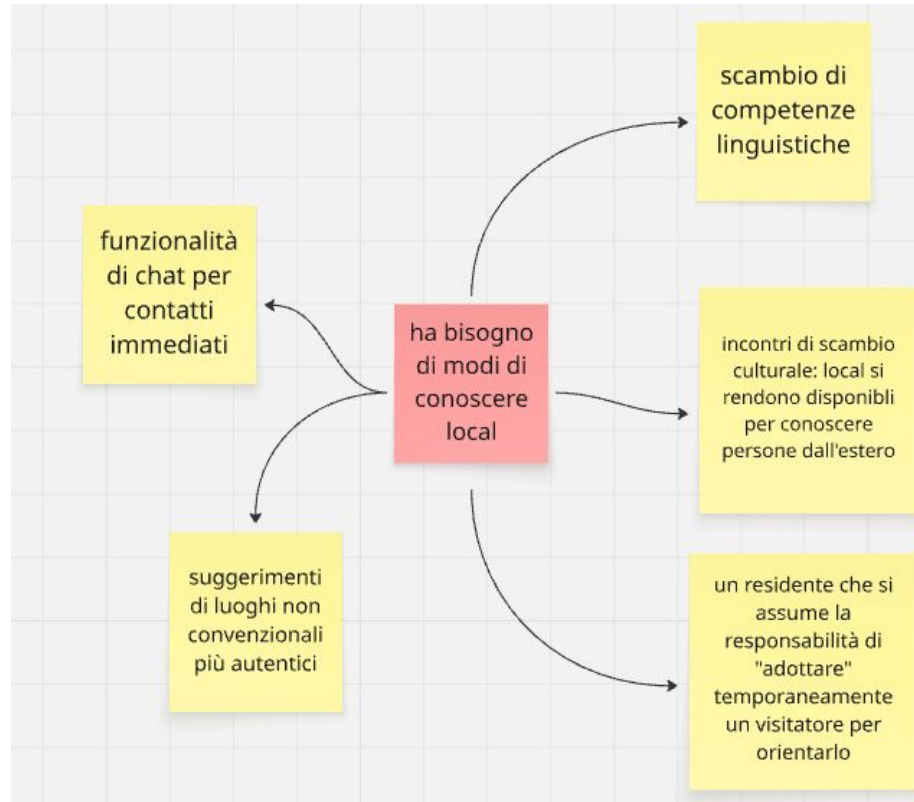 scambio di
competenze
linguistiche
funzionalità
di chat per
contatti
immediati
ha bisogno
di modi di
conoscere
local
incontri di scambio
culturale: local si
rendono disponibli
per conoscere
persone dall'estero
suggerimenti
di luoghi non
convenzionali
più autentici
un residente che si
assume la
responsabilità di
"adottare"
temporaneamente
un visitatore per
orientarlo